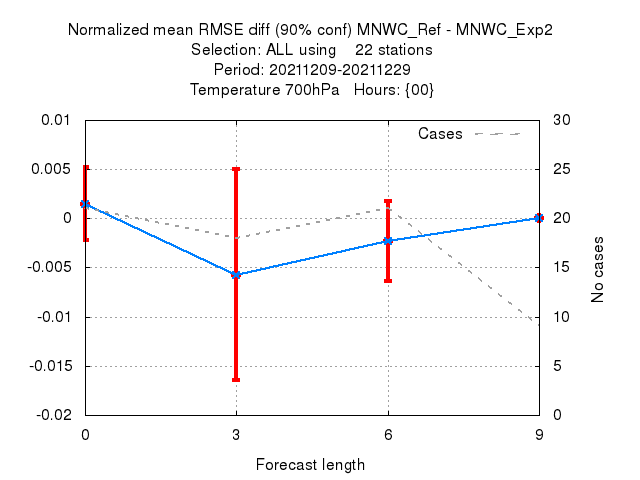 Normalized mean RMSE diff (90% conf) MNWC_Ref - MNWC_Exp2
Selection: ALL using    22 stations
Period: 20211209-20211229
Temperature 700hPa   Hours: {00}
0.01
0.005
0
-0.005
-0.01
-0.015
-0.02
Cases
30
25
20
15
10
5
0
No cases
0
3
6
9
Forecast length